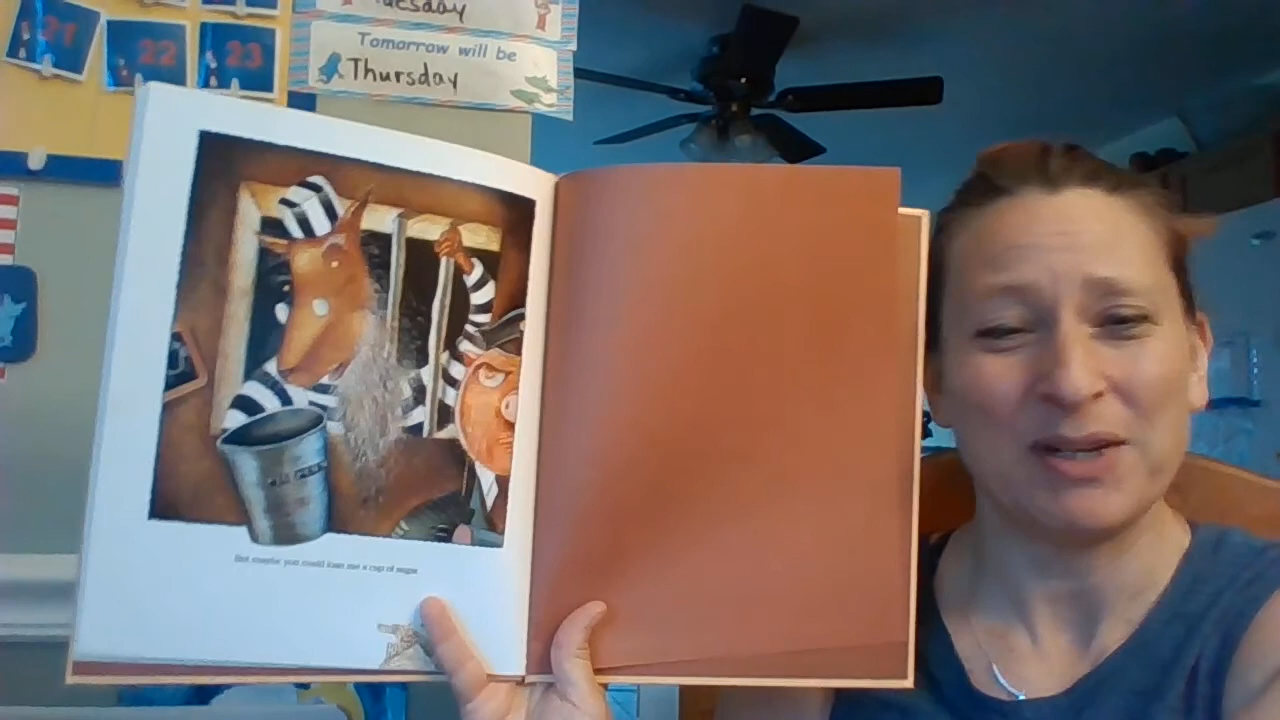 Tuesday
21
22
23
Tomorrow will be
Thursday
But maybe you could loan me a cup of sugar.